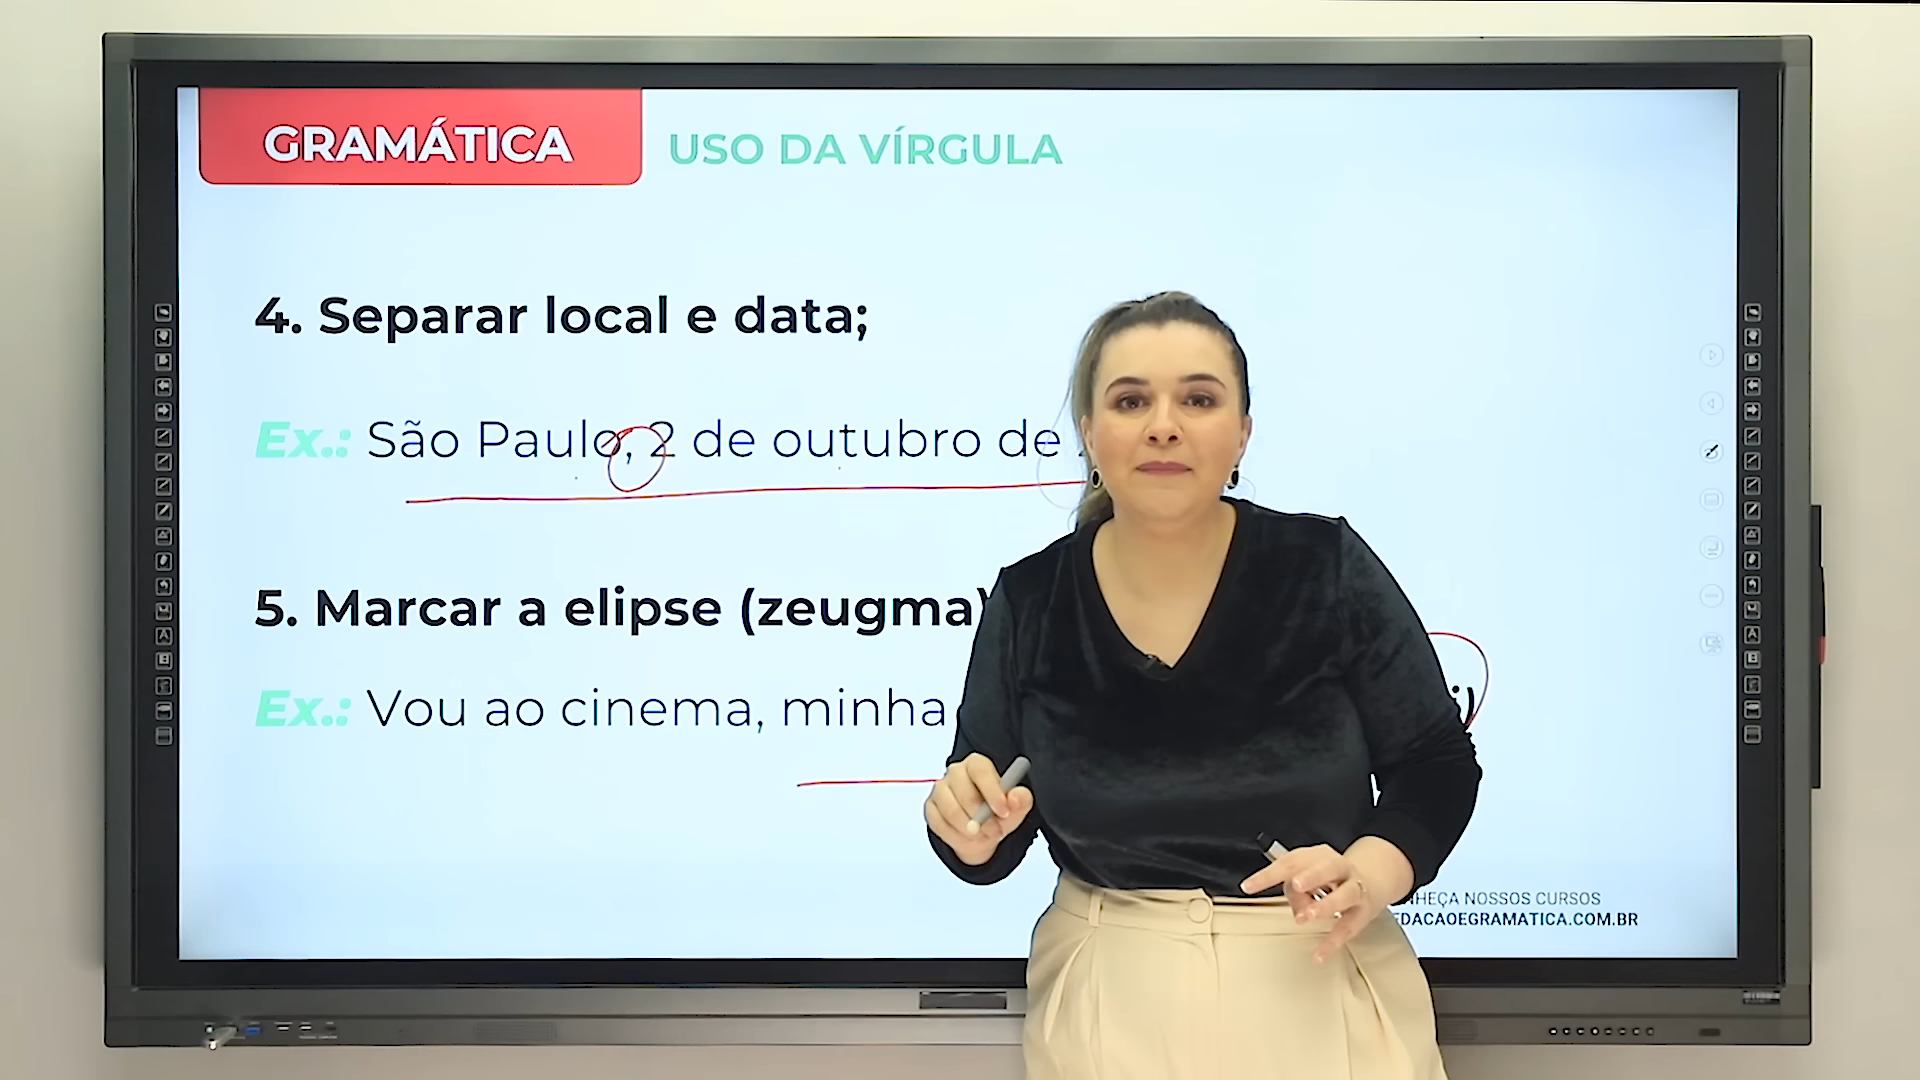 GRAMÁTICA USO DA VÍRGULA
4. Separar local e data;
Ex.: São Paulo, 2 de outubro de
5. Marcar a elipse (zeugma)
Ex.: Vou ao cinema, minha
NHEÇA NOSSOS CURSOS
EDACAOEGRAMATICA.COM.BR